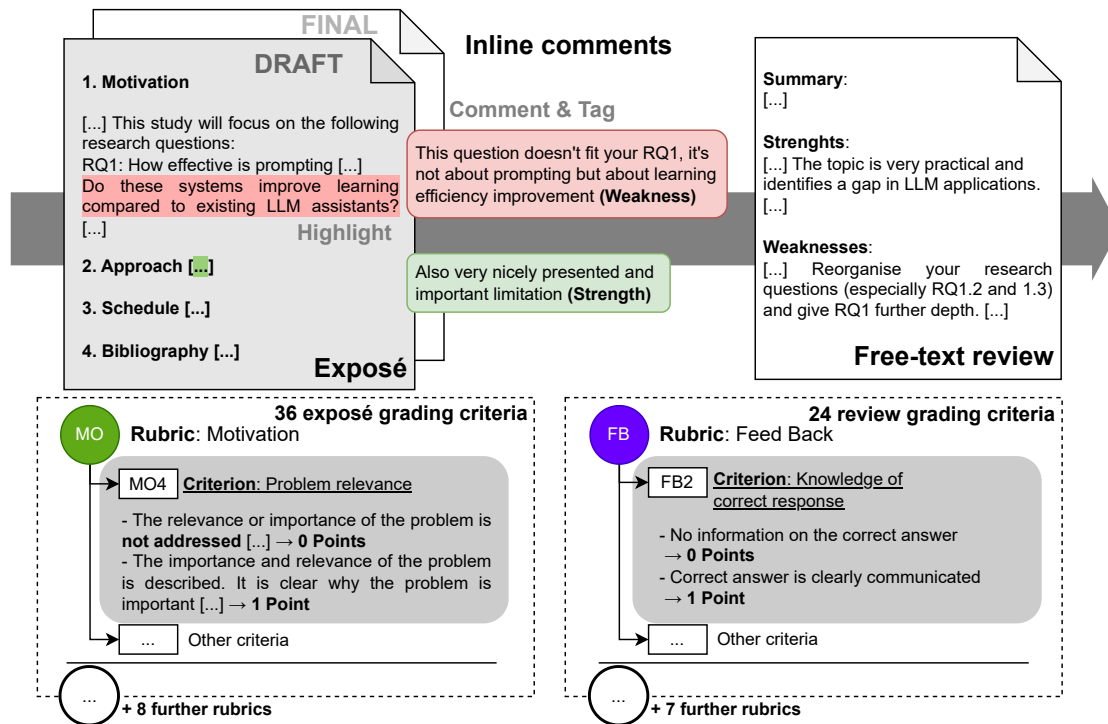 FINAL
DRAFT
1. Motivation
[...] This study will focus on the following
research questions:
RQ1: How effective is prompting [...]
Do these systems improve learning
compared to existing LLM assistants?
[...]
Highlight
2. Approach [...]
3. Schedule [...]
4. Bibliography [...]
Exposé
Inline comments
Comment & Tag
This question doesn't fit your RQ1, it's
not about prompting but about learning
efficiency improvement (Weakness)
Also very nicely presented and
important limitation (Strength)
Summary:
[...]
Strenghts:
[...] The topic is very practical and
identifies a gap in LLM applications.
[...]
Weaknesses:
[...] Reorganise your research
questions (especially RQ1.2 and 1.3)
and give RQ1 further depth. [...]
Free-text review
36 exposé grading criteria
MO
Rubric: Motivation
MO4
Criterion: Problem relevance
- The relevance or importance of the problem is
not addressed [...] → 0 Points
- The importance and relevance of the problem
is described. It is clear why the problem is
important [...] → 1 Point
...
Other criteria
...
+ 8 further rubrics
24 review grading criteria
FB
Rubric: Feed Back
FB2
Criterion: Knowledge of
correct response
- No information on the correct answer
→ 0 Points
- Correct answer is clearly communicated
→ 1 Point
...
Other criteria
...
+ 7 further rubrics